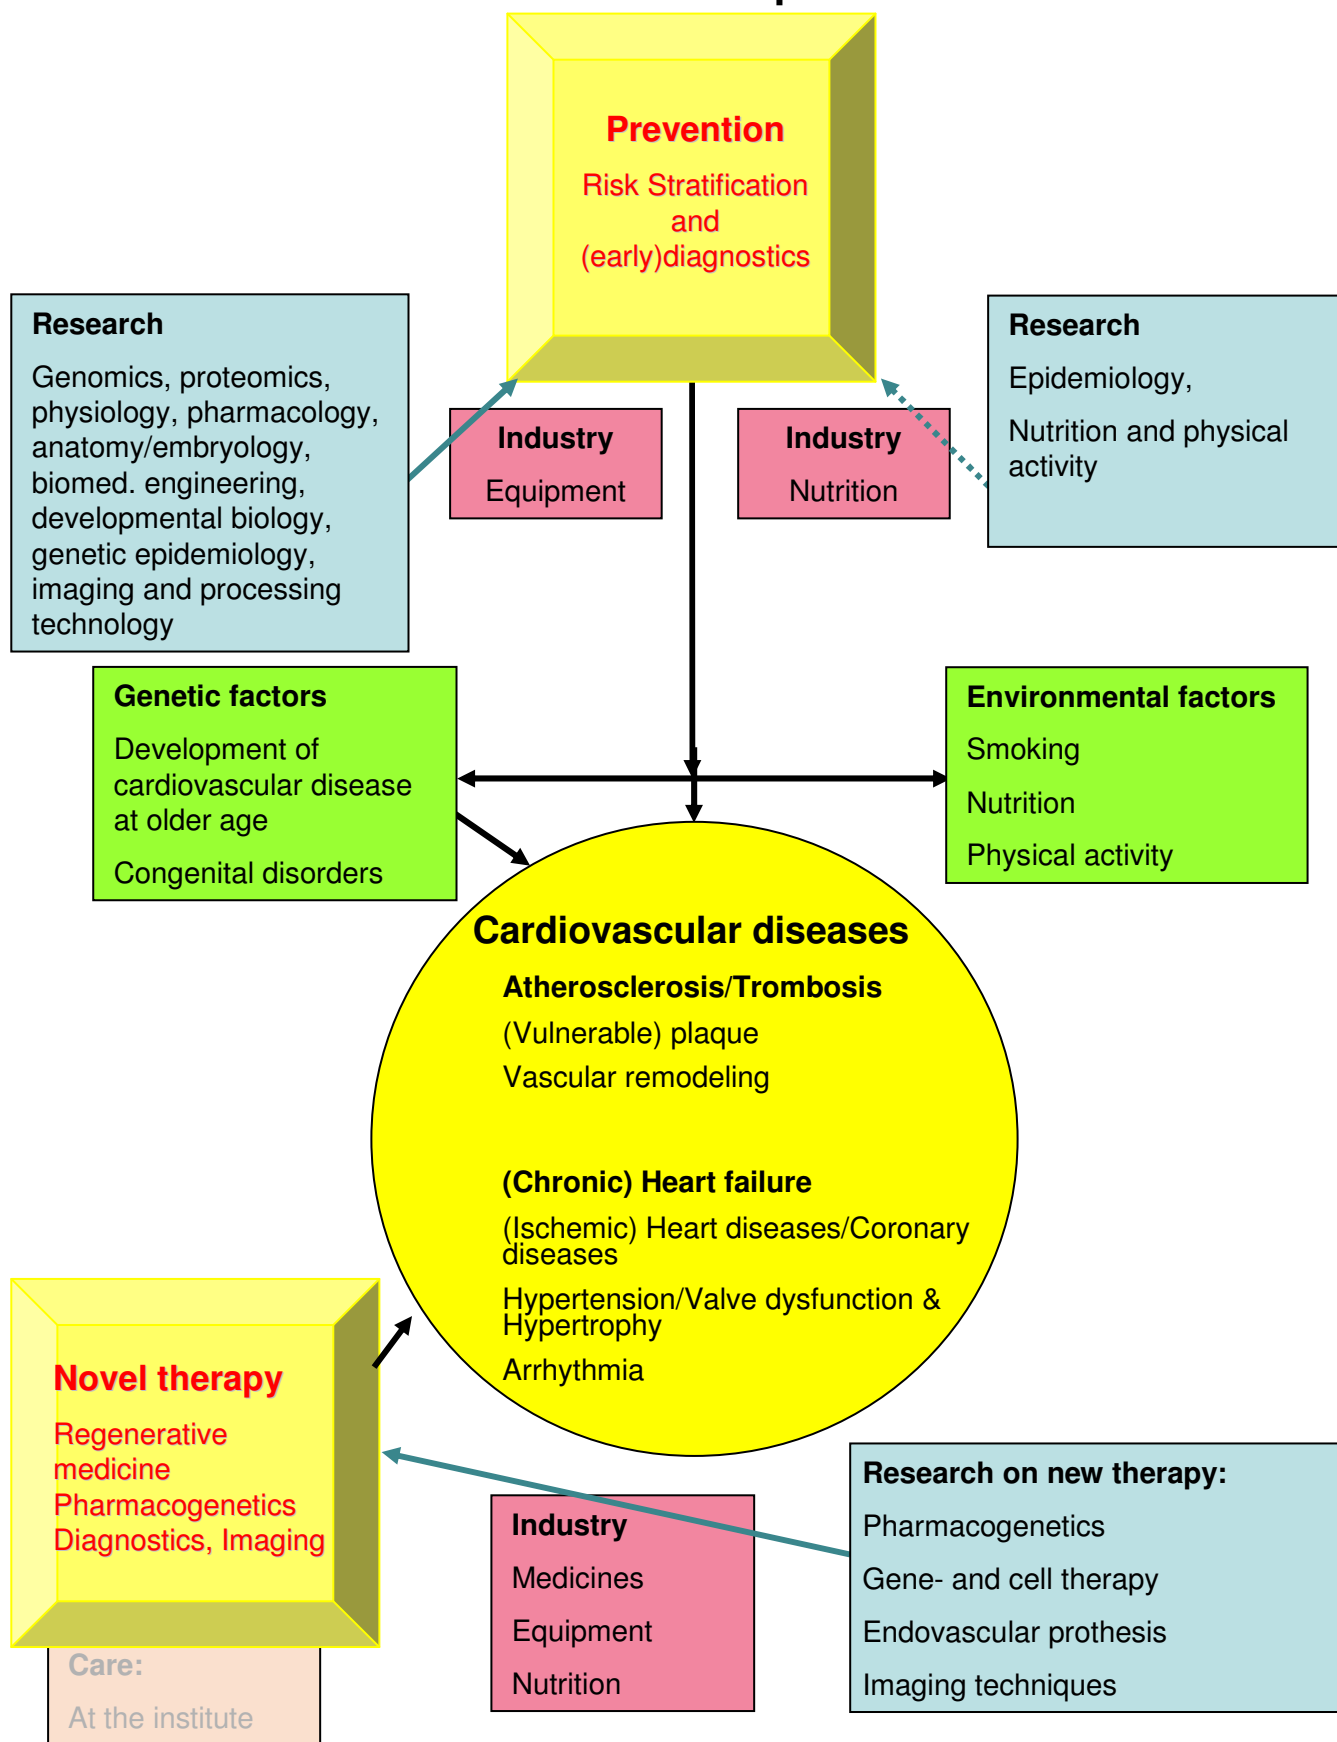 Prevention
Risk Stratification
and
(early)diagnostics
Research
Genomics, proteomics,
physiology, pharmacology,
anatomy/embryology,
biomed. engineering,
developmental biology,
genetic epidemiology,
imaging and processing
technology
Industry
Equipment
Industry
Nutrition
Research
Epidemiology,
Nutrition and physical
activity
Genetic factors
Development of
cardiovascular disease
at older age
Congenital disorders
Environmental factors
Smoking
Nutrition
Physical activity
Cardiovascular diseases
Atherosclerosis/Trombosis
(Vulnerable) plaque
Vascular remodeling
(Chronic) Heart failure
(Ischemic) Heart diseases/Coronary
diseases
Hypertension/Valve dysfunction &
Hypertrophy
Arrhythmia
Novel therapy
Regenerative
medicine
Pharmacogenetics
Diagnostics, Imaging
Care:
At the institute
Industry
Medicines
Equipment
Nutrition
Research on new therapy:
Pharmacogenetics
Gene- and cell therapy
Endovascular prothesis
Imaging techniques